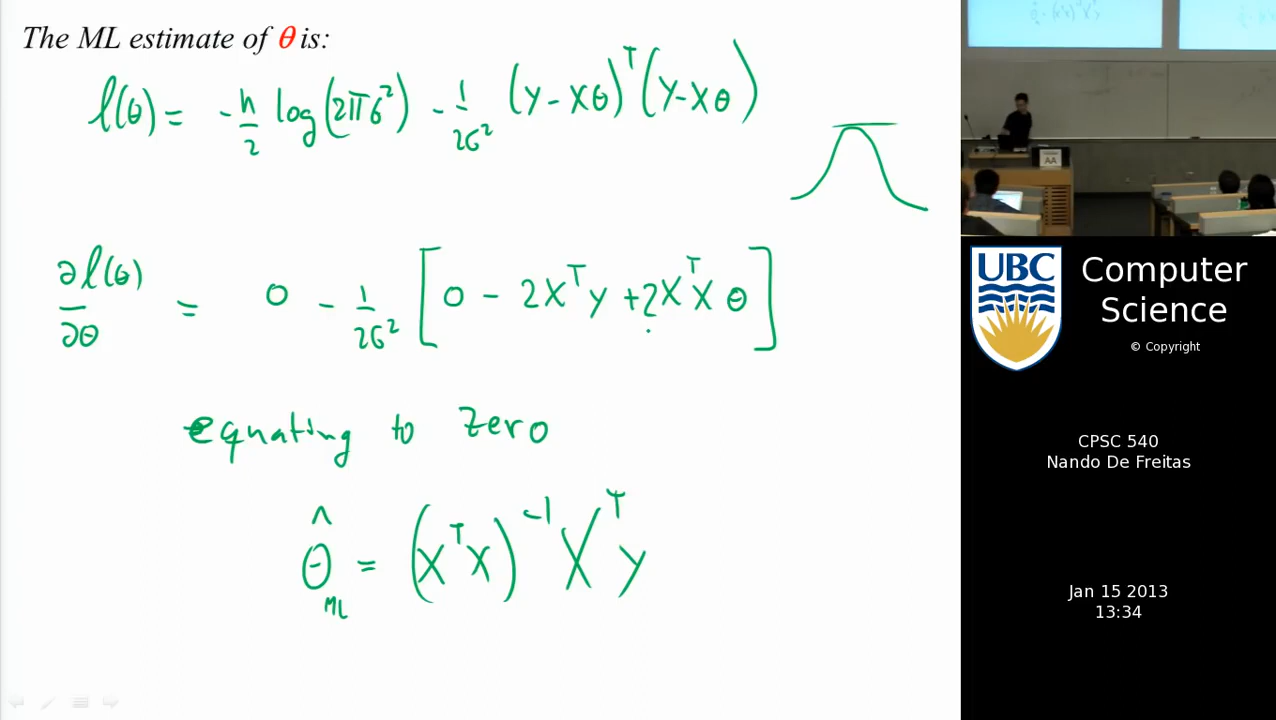 The ML estimate of θ is:
ℓ(θ) = -n/2 log(2πσ²) - 1/2σ² (y - Xθ)ᵀ(y - Xθ)
∂ℓ(θ)/∂θ = 0 - 1/2σ² [0 - 2Xᵀy + 2XᵀXθ]
equating to zero
θ̂ML = (XᵀX)⁻¹Xᵀy
AA
UBC
Computer
Science
© Copyright
CPSC 540
Nando De Freitas
Jan 15 2013
13:34